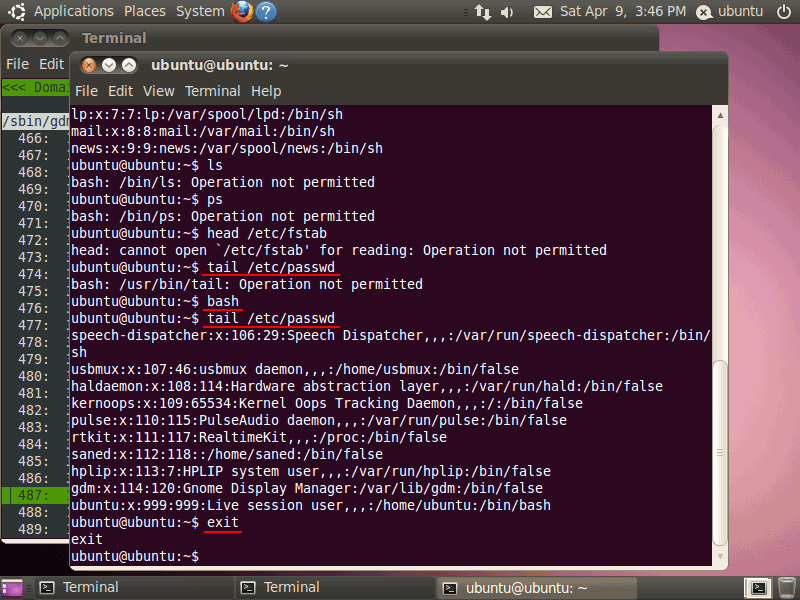 Applications Places System Sat Apr 9, 3:46 PM ubuntu
Terminal
File Edit
<<< Domai
/sbin/gdm
466:
467:
468:
469:
470:
471:
472:
473:
474:
475:
476:
477:
478:
479:
480:
481:
482:
483:
484:
485:
486:
487:
488:
489:
ubuntu@ubuntu: ~
File Edit View Terminal Help
lp:x:7:7:lp:/var/spool/lpd:/bin/sh
mail:x:8:8:mail:/var/mail:/bin/sh
news:x:9:9:news:/var/spool/news:/bin/sh
ubuntu@ubuntu:~$ ls
bash: /bin/ls: Operation not permitted
ubuntu@ubuntu:~$ ps
bash: /bin/ps: Operation not permitted
ubuntu@ubuntu:~$ head /etc/fstab
head: cannot open `/etc/fstab' for reading: Operation not permitted
ubuntu@ubuntu:~$ tail /etc/passwd
bash: /usr/bin/tail: Operation not permitted
ubuntu@ubuntu:~$ bash
ubuntu@ubuntu:~$ tail /etc/passwd
speech-dispatcher:x:106:29:Speech Dispatcher,,,:/var/run/speech-dispatcher:/bin/
sh
usbmux:x:107:46:usbmux daemon,,,:/home/usbmux:/bin/false
haldaemon:x:108:114:Hardware abstraction layer,,,:/var/run/hald:/bin/false
kernoops:x:109:65534:Kernel Oops Tracking Daemon,,,:/:/bin/false
pulse:x:110:115:PulseAudio daemon,,,:/var/run/pulse:/bin/false
rtkit:x:111:117:RealtimeKit,,,:/proc:/bin/false
saned:x:112:118::/home/saned:/bin/false
hplip:x:113:7:HPLIP system user,,,:/var/run/hplip:/bin/false
gdm:x:114:120:Gnome Display Manager:/var/lib/gdm:/bin/false
ubuntu:x:999:999:Live session user,,,:/home/ubuntu:/bin/bash
ubuntu@ubuntu:~$ exit
exit
ubuntu@ubuntu:~$
Terminal Terminal ubuntu@ubuntu: ~